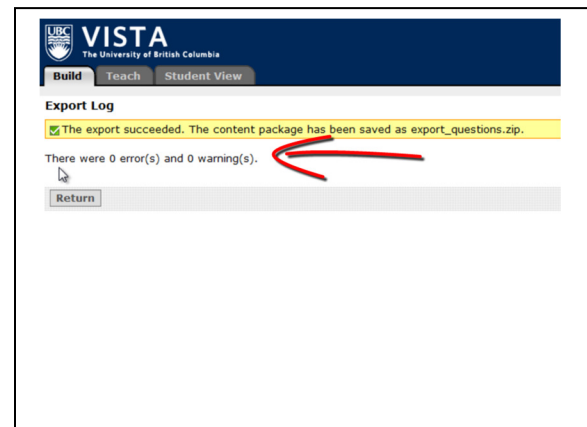 UBC
VISTA
The University of British Columbia
Build Teach Student View
Export Log
The export succeeded. The content package has been saved as export_questions.zip.
There were 0 error(s) and 0 warning(s).
Return